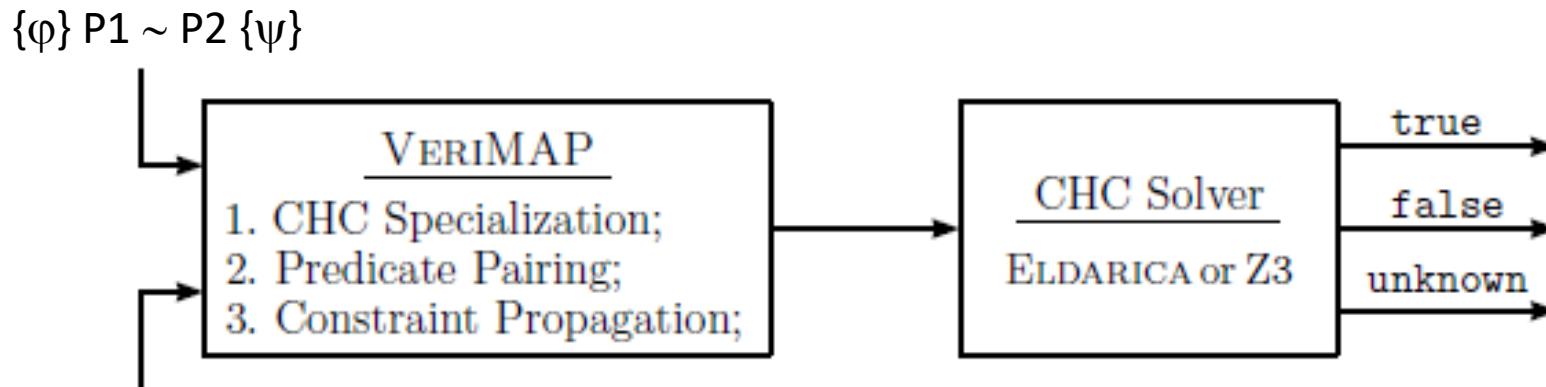 {φ} P1 ~ P2 {ψ}
VERIMAP
1. CHC Specialization;
2. Predicate Pairing;
3. Constraint Propagation;
CHC Solver
ELDARICA or Z3
true
false
unknown